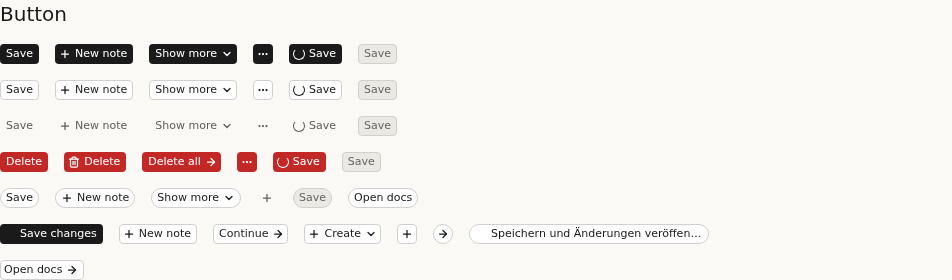 Button
Save New note Show more Save Save
Save New note Show more Save Save
Save New note Show more Save Save
Delete Delete Delete all Save Save
Save New note Show more Save Open docs
Save changes New note Continue Create Speichern und Änderungen veröffen...
Open docs